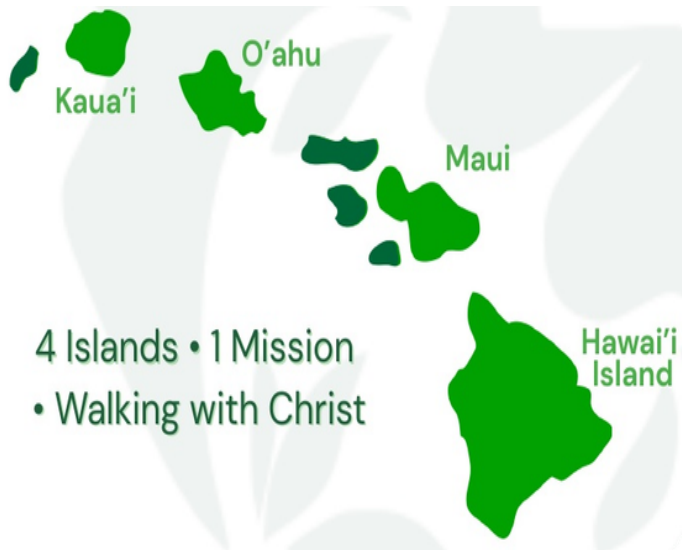 O'ahu
Kaua'i
Maui
4 Islands • 1 Mission
• Walking with Christ
Hawai'i
Island